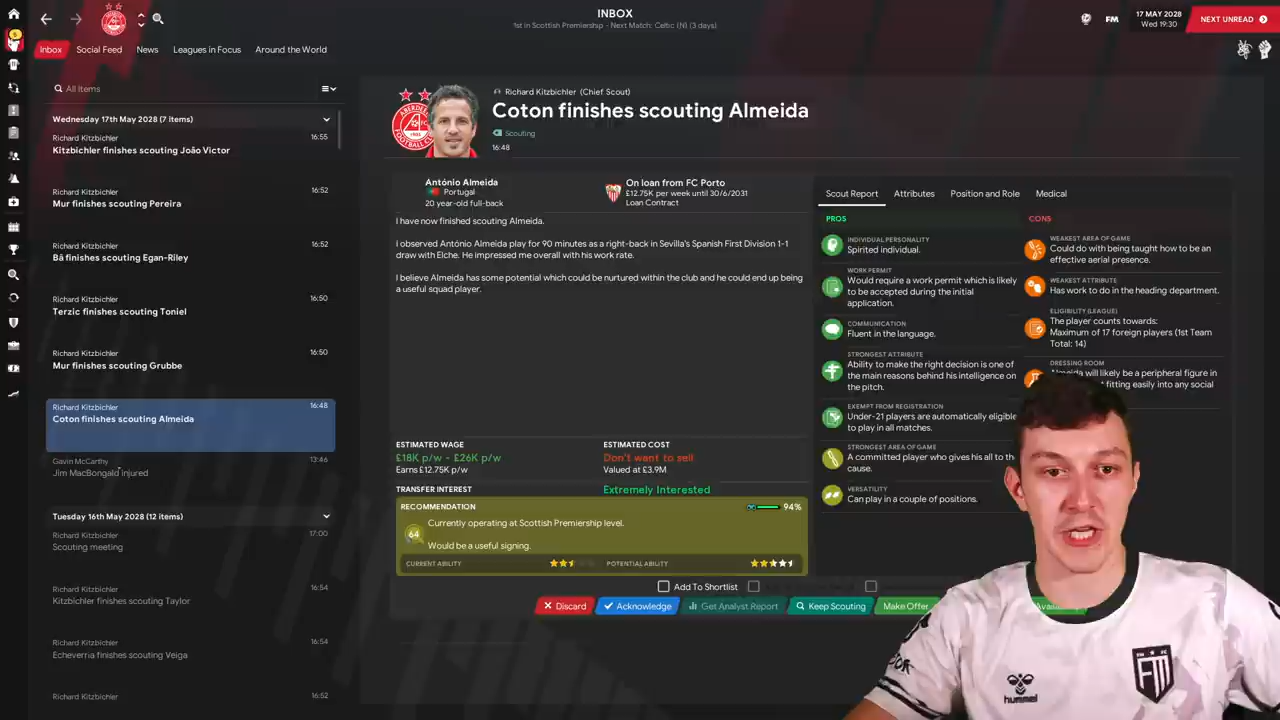 INBOX
1st in Scottish Premiership - Next Match: Celtic (N) (3 days)
FM
17 MAY 2028
Wed 19:30
NEXT UNREAD
Inbox
Social Feed
News
Leagues in Focus
Around the World
All Items
Wednesday 17th May 2028 (7 items)
Richard Kitzbichler
16:55
Kitzbichler finishes scouting João Victor
Richard Kitzbichler
16:52
Mur finishes scouting Pereira
Richard Kitzbichler
16:52
Bă finishes scouting Egan-Riley
Richard Kitzbichler
16:50
Terzic finishes scouting Toniel
Richard Kitzbichler
16:50
Mur finishes scouting Grubbe
Richard Kitzbichler
16:48
Coton finishes scouting Almeida
Gavin McCarthy
13:46
Jim MacBongald injured
Tuesday 16th May 2028 (12 items)
Richard Kitzbichler
17:00
Scouting meeting
Richard Kitzbichler
16:54
Kitzbichler finishes scouting Taylor
Richard Kitzbichler
16:54
Echeverria finishes scouting Veiga
Richard Kitzbichler
16:52
Richard Kitzbichler (Chief Scout)
Coton finishes scouting Almeida
Scouting
16:48
António Almeida
Portugal
20 year-old full-back
On loan from FC Porto
£12.75K per week until 30/6/2031
Loan Contract
I have now finished scouting Almeida.
I observed António Almeida play for 90 minutes as a right-back in Sevilla's Spanish First Division 1-1
draw with Elche. He impressed me overall with his work rate.
I believe Almeida has some potential which could be nurtured within the club and he could end up being
a useful squad player.
ESTIMATED WAGE
£18K p/w - £26K p/w
Earns £12.75K p/w
ESTIMATED COST
Don't want to sell
Valued at £3.9M
TRANSFER INTEREST
Extremely Interested
RECOMMENDATION
94%
64
Currently operating at Scottish Premiership level.
Would be a useful signing.
CURRENT ABILITY
POTENTIAL ABILITY
Add To Shortlist
Discard
Acknowledge
Get Analyst Report
Keep Scouting
Make Offer
Scout Report
Attributes
Position and Role
Medical
PROS
INDIVIDUAL PERSONALITY
Spirited individual.
WORK PERMIT
Would require a work permit which is likely
to be accepted during the initial
application.
COMMUNICATION
Fluent in the language.
STRONGEST ATTRIBUTE
Ability to make the right decision is one of
the main reasons behind his intelligence on
the pitch.
EXEMPT FROM REGISTRATION
Under-21 players are automatically eligible
to play in all matches.
STRONGEST AREA OF GAME
A committed player who gives his all to the
cause.
VERSATILITY
Can play in a couple of positions.
CONS
WEAKEST AREA OF GAME
Could do with being taught how to be an
effective aerial presence.
WEAKEST ATTRIBUTE
Has work to do in the heading department.
ELIGIBILITY (LEAGUE)
The player counts towards:
Maximum of 17 foreign players (1st Team
Total: 14)
DRESSING ROOM
Almeida will likely be a peripheral figure in
fitting easily into any social
hummel